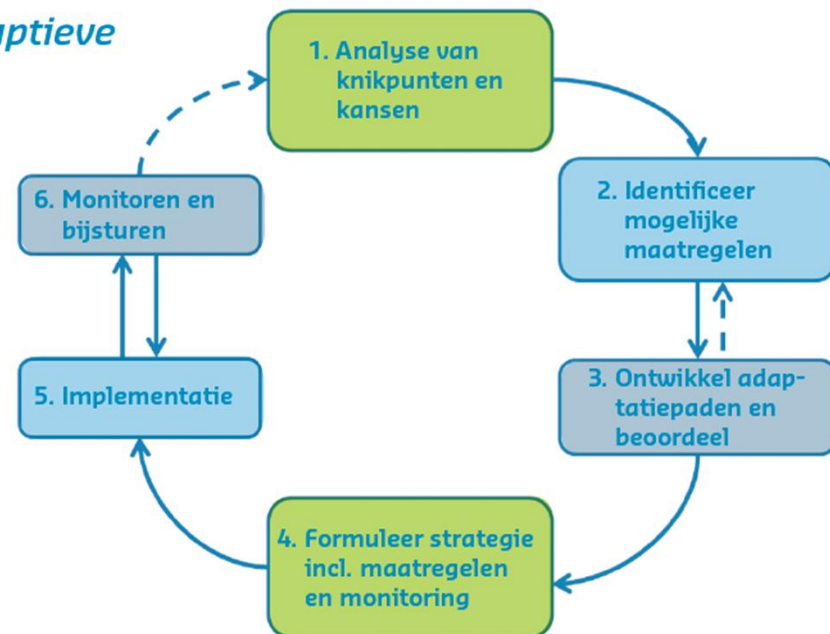 aptieve
1. Analyse van
knikpunten en
kansen
2. Identificeer
mogelijke
maatregelen
3. Ontwikkel adap-
tatiepaden en
beoordeel
4. Formuleer strategie
incl. maatregelen
en monitoring
5. Implementatie
6. Monitoren en
bijsturen